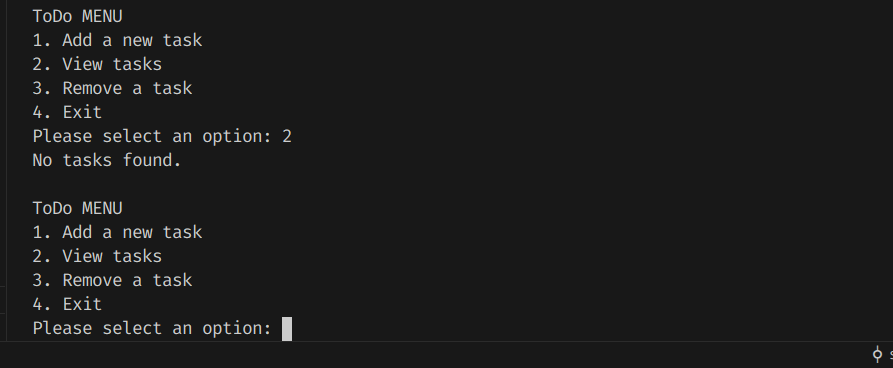 ToDo MENU
1. Add a new task
2. View tasks
3. Remove a task
4. Exit
Please select an option: 2
No tasks found.

ToDo MENU
1. Add a new task
2. View tasks
3. Remove a task
4. Exit
Please select an option: